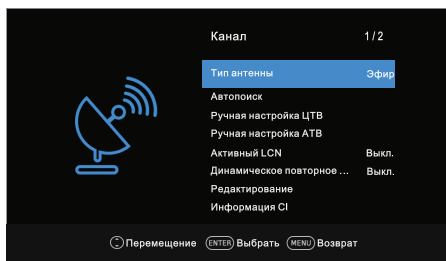 Канал 1/2
Тип антенны Эфир
Автопоиск
Ручная настройка ЦТВ
Ручная настройка АТВ
Активный LCN Выкл.
Динамическое повторное ... Выкл.
Редактирование
Информация CI
Перемещение ENTER Выбрать MENU Возврат